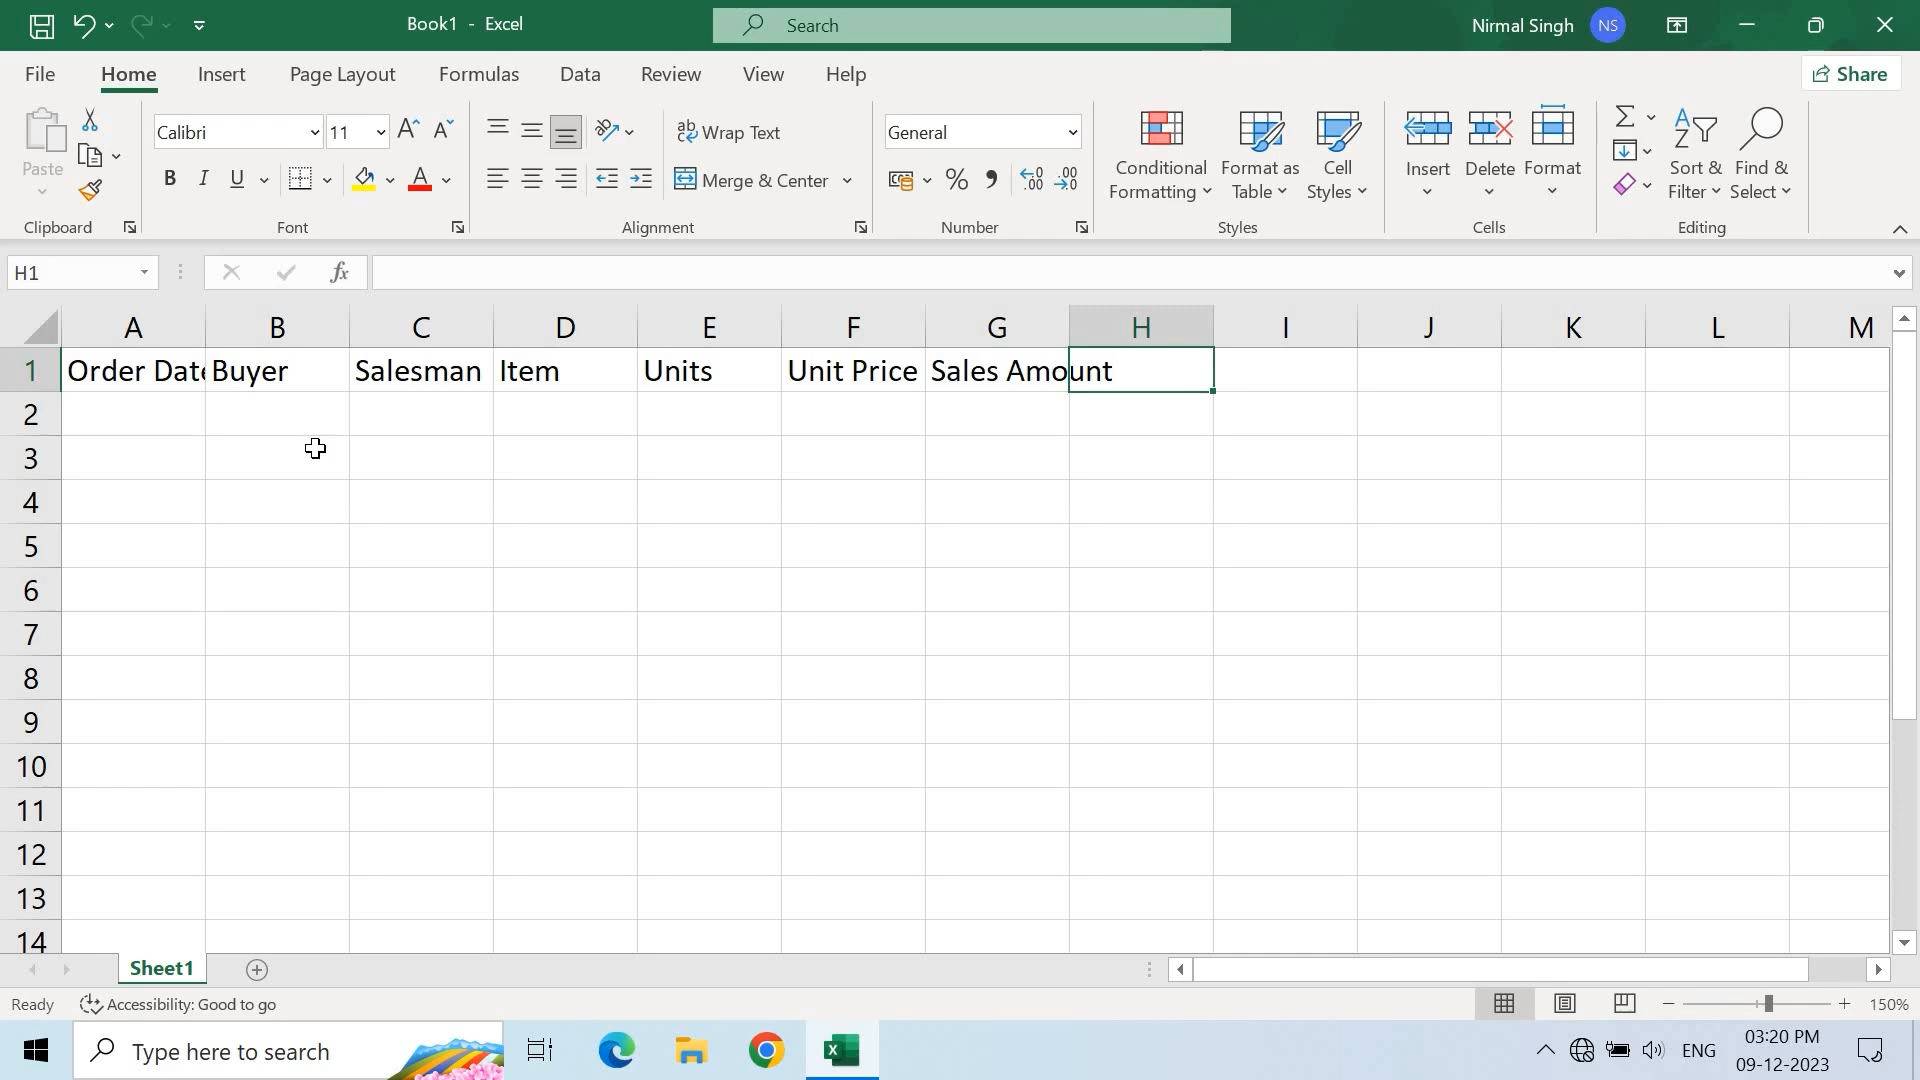 Book1 - Excel
Search
Nirmal Singh
NS
File Home Insert Page Layout Formulas Data Review View Help
Share
Paste
Calibri 11
Wrap Text
General
B I U
Merge & Center
Conditional Formatting
Format as Table
Cell Styles
Insert
Delete
Format
Sort & Filter
Find & Select
Clipboard Font Alignment Number Styles Cells Editing
H1
fx
A B C D E F G H I J K L M
1 Order Date Buyer Salesman Item Units Unit Price Sales Amount
2
3
4
5
6
7
8
9
10
11
12
13
14
Sheet1
Ready Accessibility: Good to go
150%
Type here to search
ENG
03:20 PM
09-12-2023